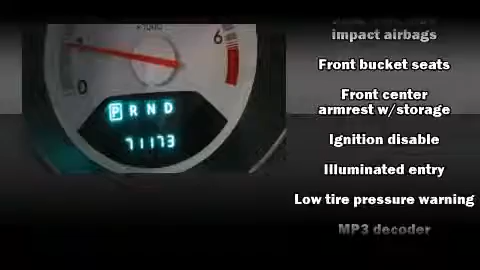 x1000
6
0
P R N D
71173
impact airbags
Front bucket seats
Front center
armrest w/storage
Ignition disable
Illuminated entry
Low tire pressure warning
MP3 decoder